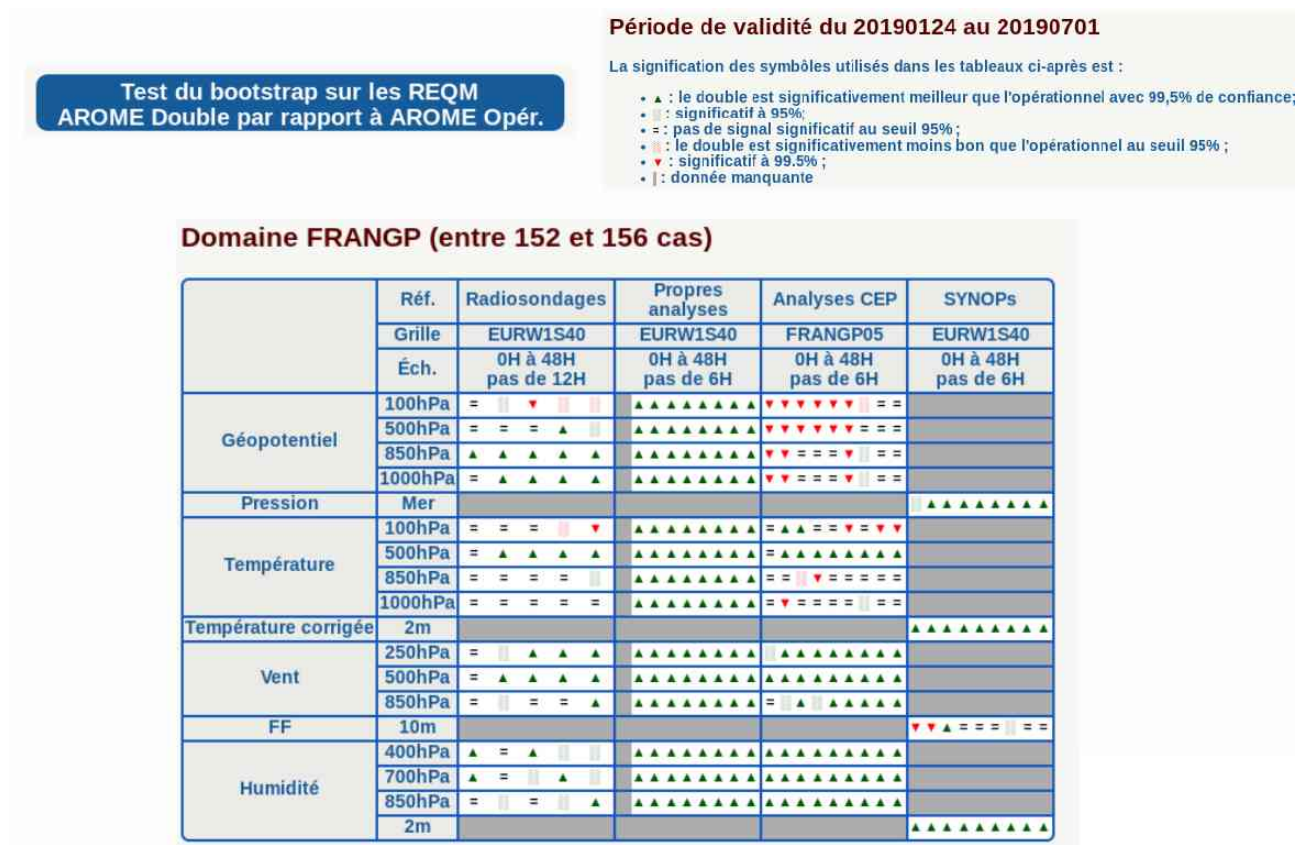 Test du bootstrap sur les REQM
AROME Double par rapport à AROME Opér.
Période de validité du 20190124 au 20190701
La signification des symbôles utilisés dans les tableaux ci-après est :
• ▲ : le double est significativement meilleur que l'opérationnel avec 99,5% de confiance;
• ░ : significatif à 95%;
• = : pas de signal significatif au seuil 95% ;
• ░ : le double est significativement moins bon que l'opérationnel au seuil 95% ;
• ▼ : significatif à 99.5% ;
• : donnée manquante
Domaine FRANGP (entre 152 et 156 cas)
Réf. Radiosondages Propres analyses Analyses CEP SYNOPs
Grille EURW1S40 EURW1S40 FRANGP05 EURW1S40
Éch. 0H à 48H pas de 12H 0H à 48H pas de 6H 0H à 48H pas de 6H 0H à 48H pas de 6H
Géopotentiel
100hPa = ░ ▼ ░ ░ ▲▲▲▲▲▲▲▲ ▼▼▼▼▼▼░==
500hPa = = = ▲ ░ ▲▲▲▲▲▲▲▲ ▼▼▼▼▼▼===
850hPa ▲ ▲ ▲ ▲ ▲ ▲▲▲▲▲▲▲▲ ▼▼===▼░==
1000hPa = ▲ ▲ ▲ ▲ ▲▲▲▲▲▲▲▲ ▼▼===▼░==
Pression Mer ░▲▲▲▲▲▲▲▲
Température
100hPa = = = ░ ▼ ▲▲▲▲▲▲▲▲ =▲▲==▼=▼▼
500hPa = ▲ ▲ ▲ ▲ ▲▲▲▲▲▲▲▲ =▲▲▲▲▲▲▲▲
850hPa = = = = ░ ▲▲▲▲▲▲▲▲ ==░▼=====
1000hPa = = = = = ▲▲▲▲▲▲▲▲ =▼====░==
Température corrigée 2m ▲▲▲▲▲▲▲▲▲
Vent
250hPa = ░ ▲ ▲ ▲ ▲▲▲▲▲▲▲▲ ░▲▲▲▲▲▲▲▲
500hPa = ▲ ▲ ▲ ▲ ▲▲▲▲▲▲▲▲ ▲▲▲▲▲▲▲▲▲
850hPa = ░ = = ▲ ▲▲▲▲▲▲▲▲ =░▲░▲▲▲▲▲
FF 10m ▼▼▲===░==
Humidité
400hPa ▲ = ▲ ░ ░ ▲▲▲▲▲▲▲▲ ▲▲▲▲▲▲▲▲▲
700hPa ▲ = ░ ▲ ░ ▲▲▲▲▲▲▲▲ ▲▲▲▲▲▲▲▲▲
850hPa = ░ = ░ ▲ ▲▲▲▲▲▲▲▲ ▲▲▲▲▲▲▲▲▲
2m ▲▲▲▲▲▲▲▲▲